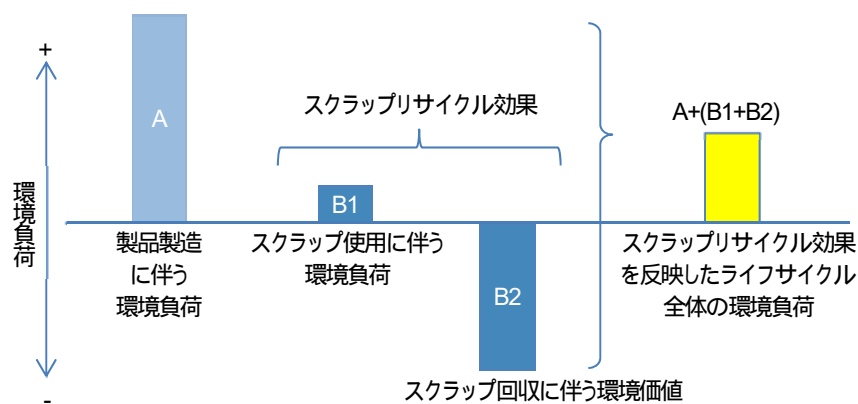 +
A
スクラップリサイクル効果
A+(B1+B2)
環境負荷
B1
製品製造
に伴う
環境負荷
スクラップ使用に伴う
環境負荷
B2
スクラップリサイクル効果
を反映したライフサイクル
全体の環境負荷
スクラップ回収に伴う環境価値
-